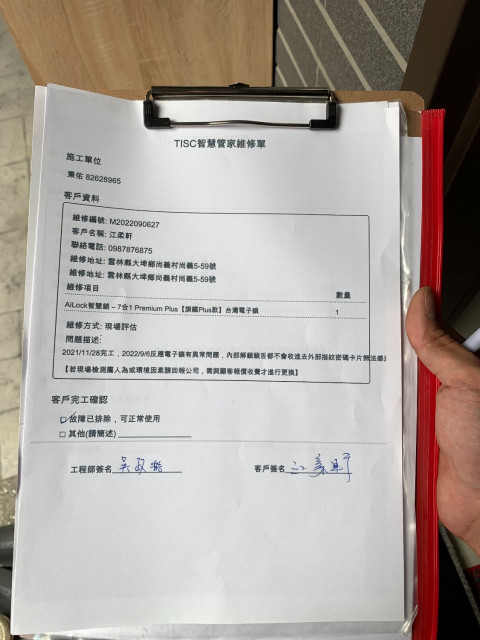 TISC智慧管家維修單
施工單位
秉佑 82628965
客戶資料
維修編號: M2022090627
客戶名稱: 江柔軒
聯絡電話: 0987876875
維修地址: 雲林縣大埤鄉尚義村尚義5-59號
維修地址: 雲林縣大埤鄉尚義村尚義5-59號
維修項目 數量
AiLock智慧鎖 – 7合1 Premium Plus【旗艦Plus款】台灣電子鎖 1
維修方式: 現場評估
問題描述:
2021/11/28完工，2022/9/6反應電子鎖有異常問題，內部解鎖鎖舌都不會收進去外部指紋密碼卡片無法感
【若現場檢測屬人為或環境因素請回報公司，需與顧客報價收費才進行更換】
客戶完工確認
☑故障已排除，可正常使用
□其他(請簡述)
工程師簽名 吳 客戶簽名 江柔軒